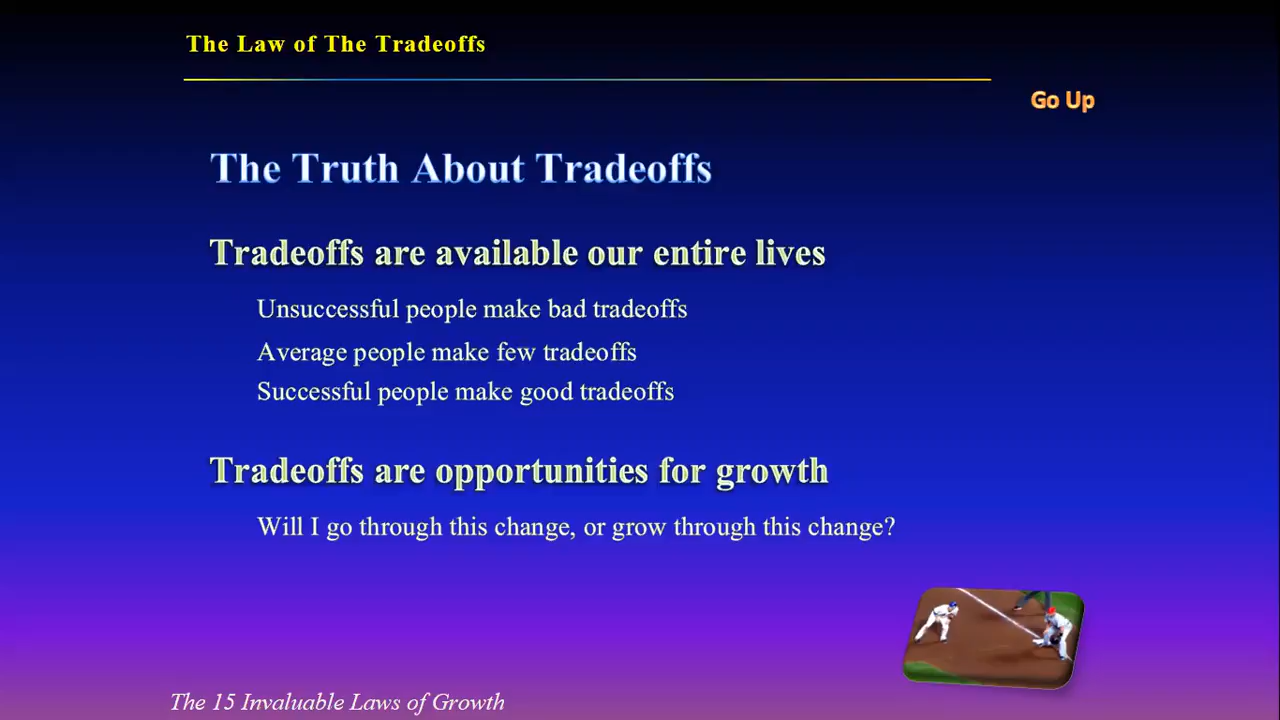 The Law of The Tradeoffs
Go Up
The Truth About Tradeoffs
Tradeoffs are available our entire lives
Unsuccessful people make bad tradeoffs
Average people make few tradeoffs
Successful people make good tradeoffs
Tradeoffs are opportunities for growth
Will I go through this change, or grow through this change?
The 15 Invaluable Laws of Growth